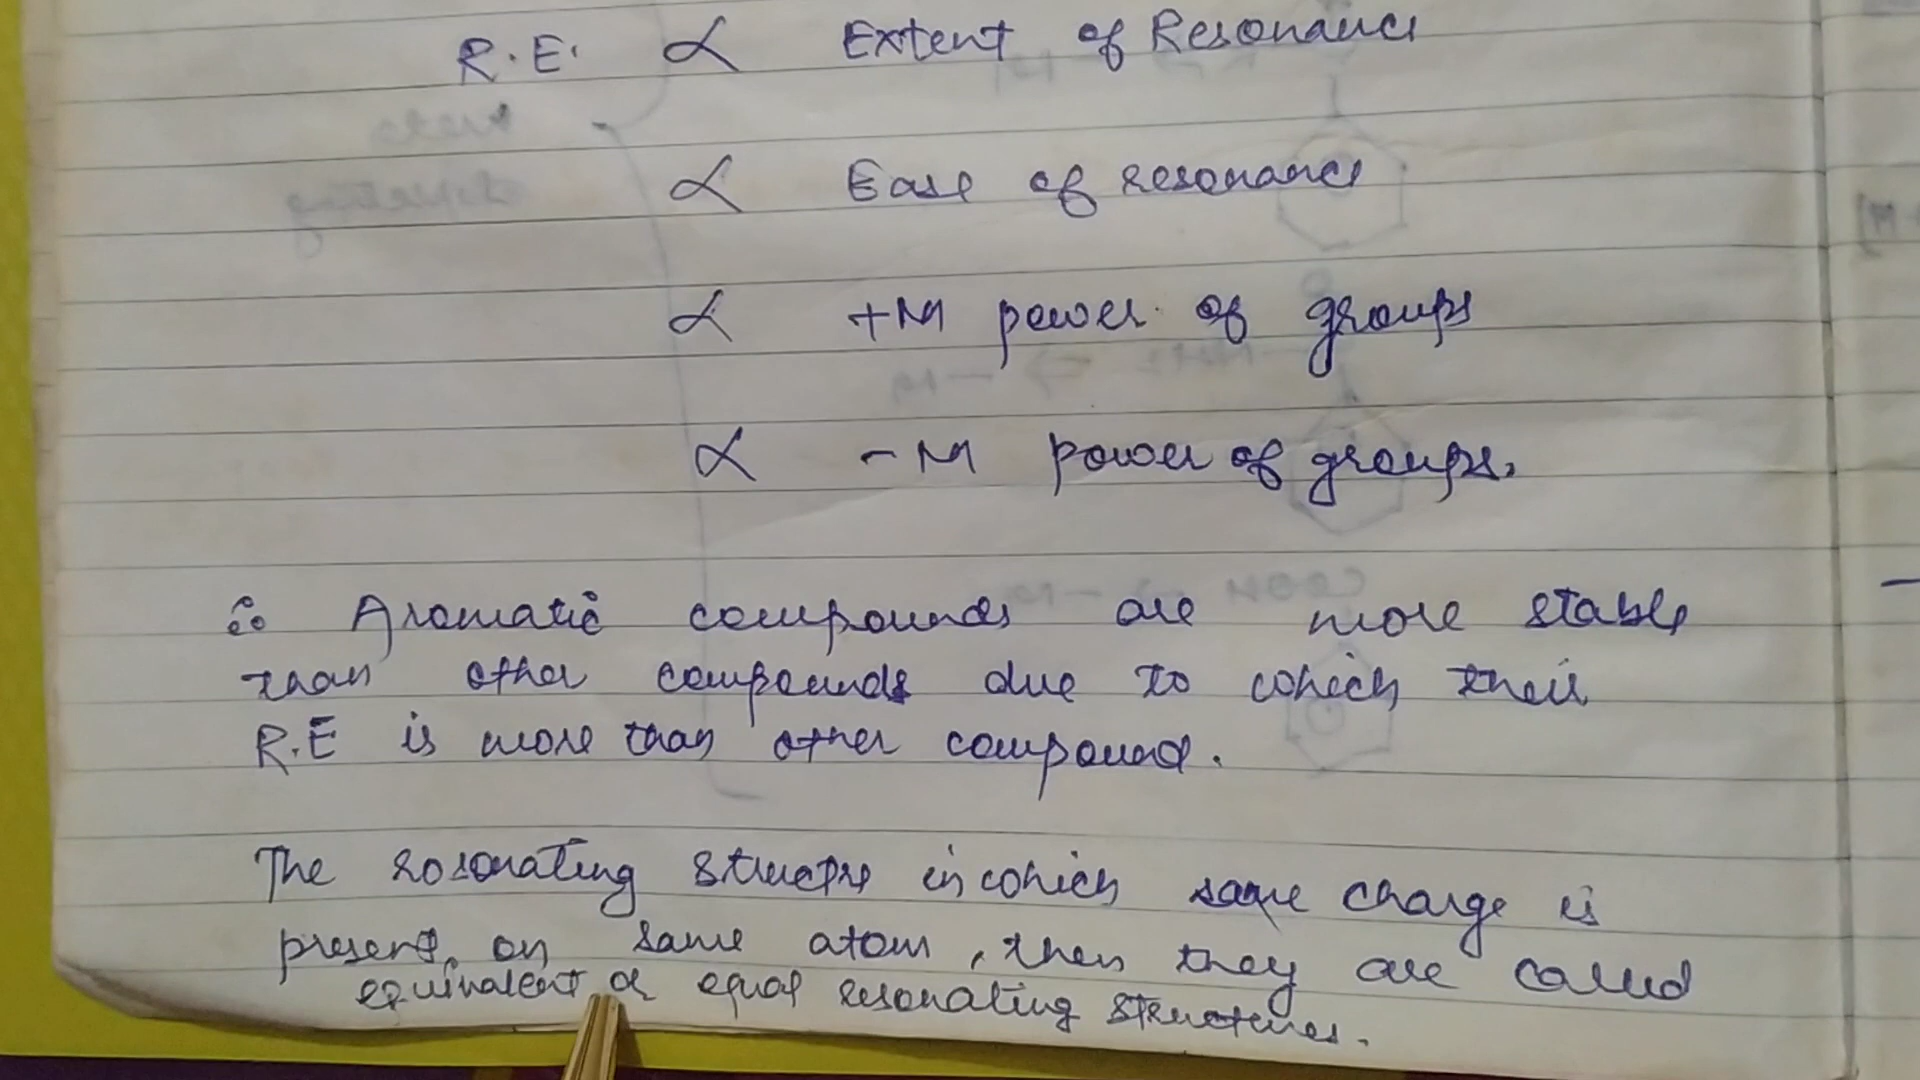 R.E. ∝ Extent of Resonance
∝ Ease of resonance
∝ +M power of groups
∝ -M power of groups.
∴ Aromatic compounds are more stable
than other compounds due to which their
R.E is more than other compound.
The resonating structre in which same charge is
present on same atom, then they are called
equivalent or equal resonating structures.